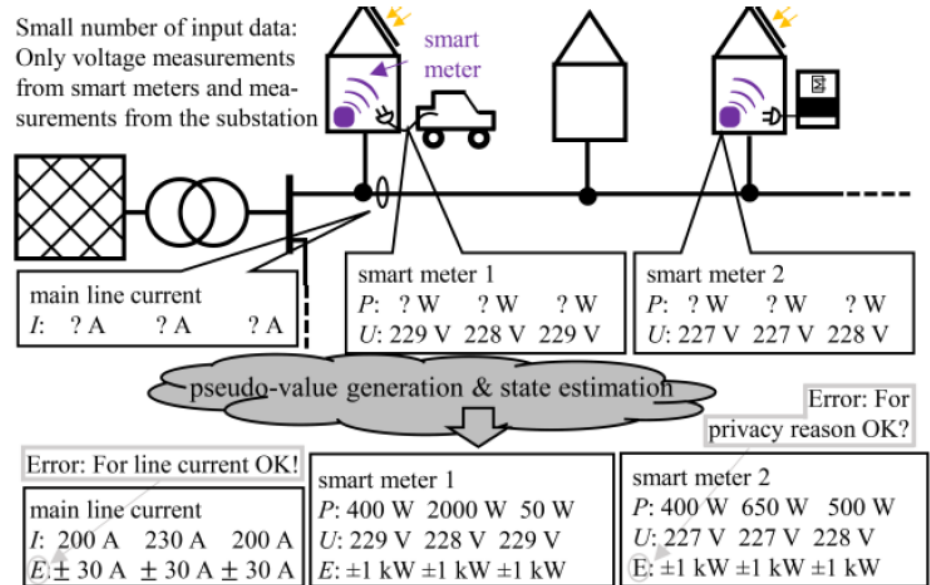 Small number of input data:
Only voltage measurements
from smart meters and mea-
surements from the substation
smart
meter
main line current
I: ? A ? A ? A
smart meter 1
P: ? W ? W ? W
U: 229 V 228 V 229 V
smart meter 2
P: ? W ? W ? W
U: 227 V 227 V 228 V
pseudo-value generation & state estimation
Error: For
privacy reason OK?
Error: For line current OK!
main line current
I: 200 A 230 A 200 A
E: ± 30 A ± 30 A ± 30 A
smart meter 1
P: 400 W 2000 W 50 W
U: 229 V 228 V 229 V
E: ±1 kW ±1 kW ±1 kW
smart meter 2
P: 400 W 650 W 500 W
U: 227 V 227 V 228 V
E: ±1 kW ±1 kW ±1 kW